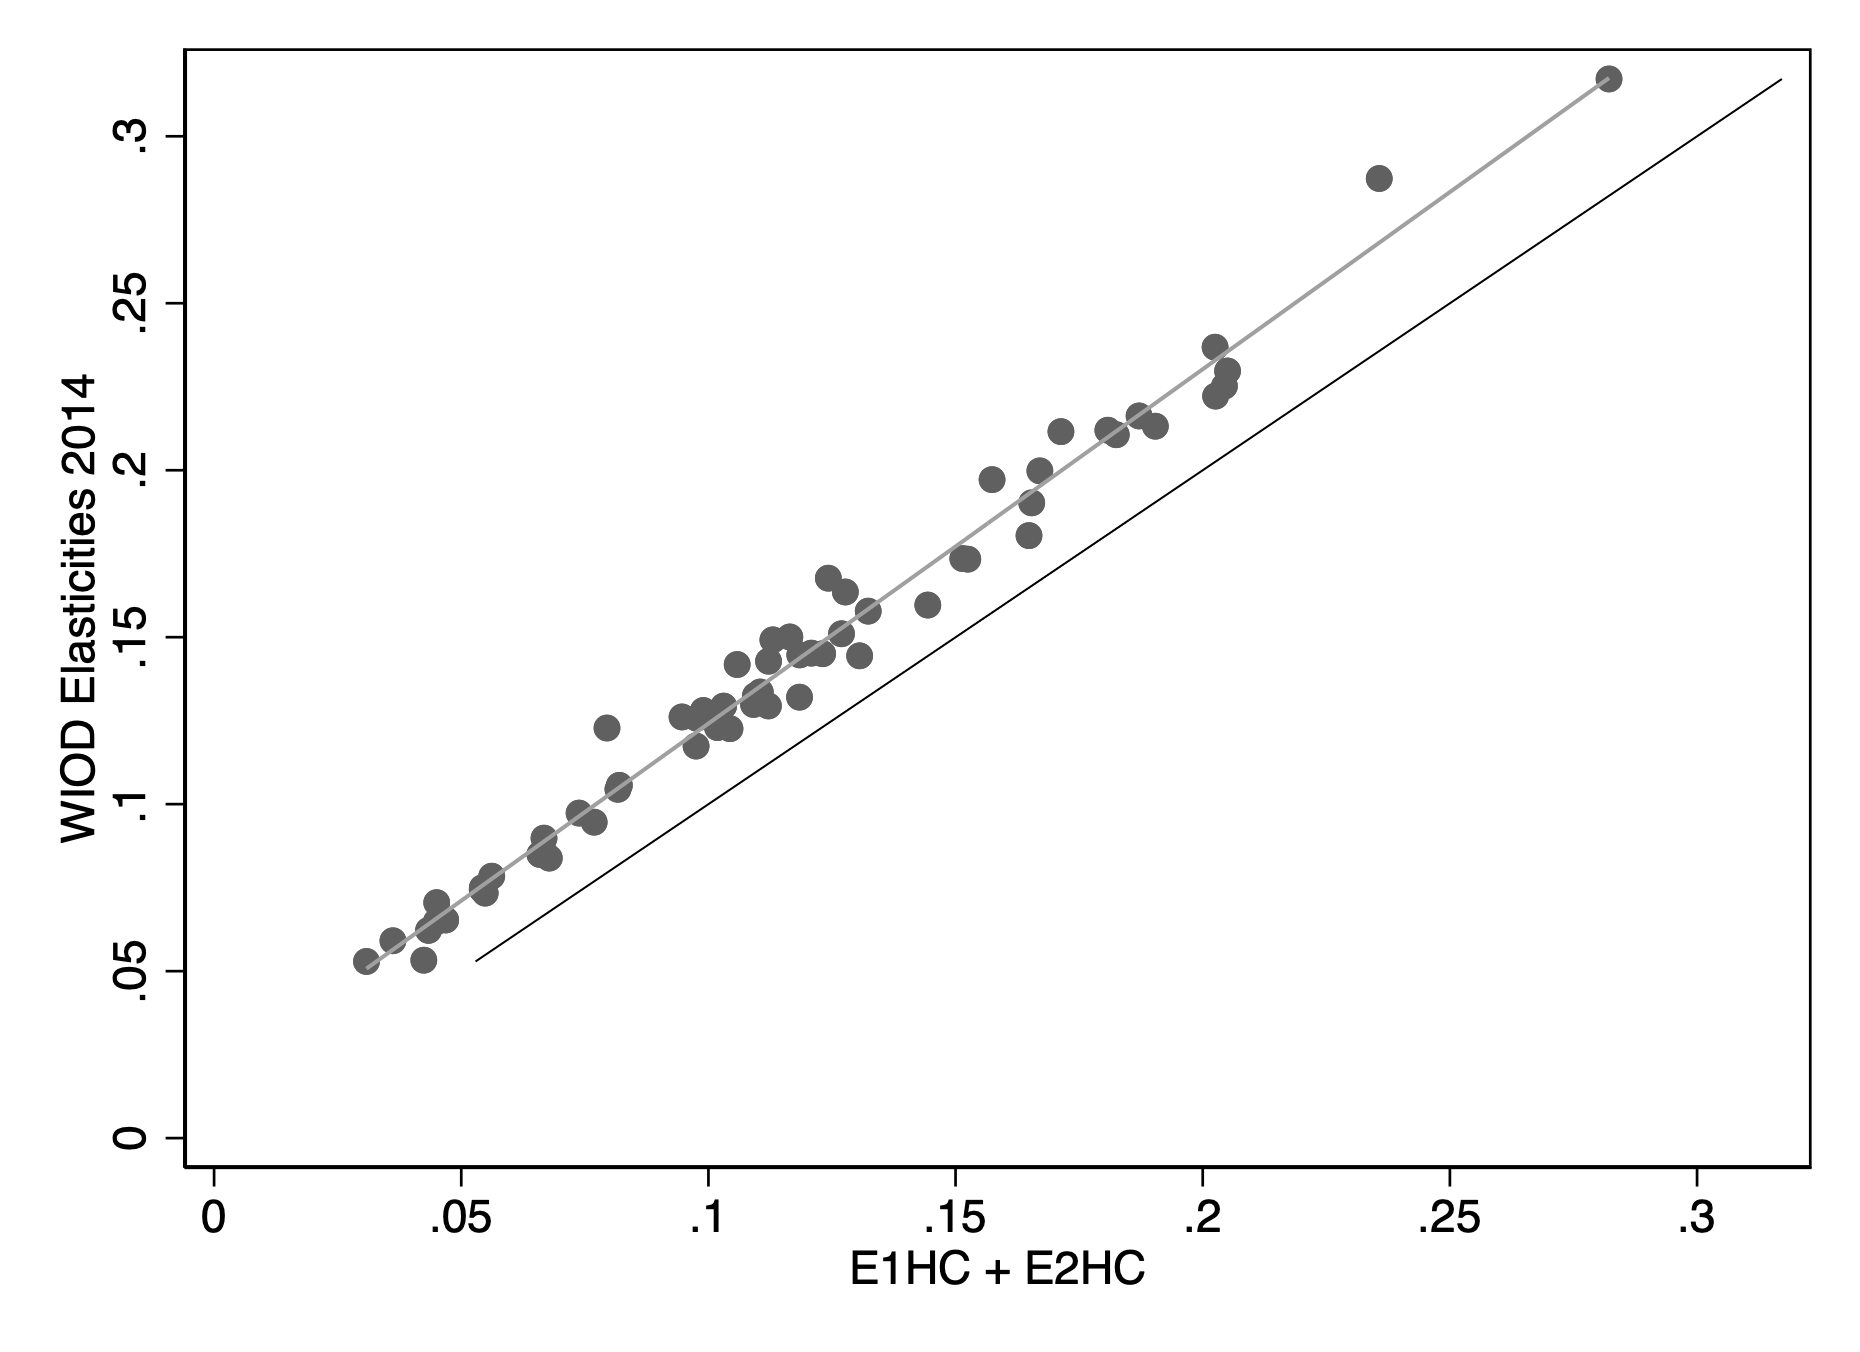 .3
.25
.2
.15
.1
.05
0
WIOD Elasticities 2014
0 .05 .1 .15 .2 .25 .3
E1HC + E2HC